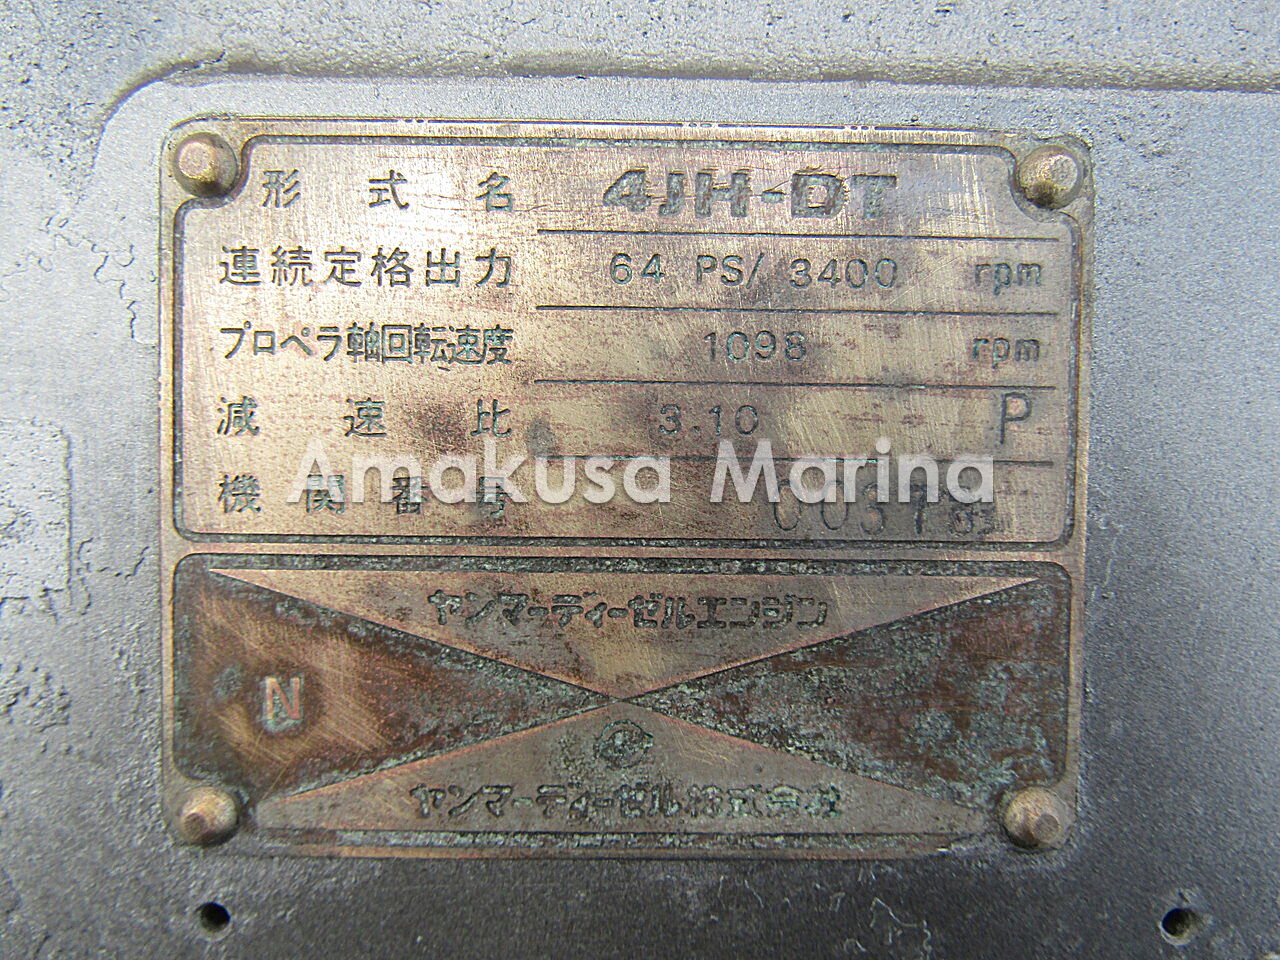 形式名 4JH-DT
連続定格出力 64 PS/ 3400 rpm
プロペラ軸回転速度 1098 rpm
減速比 3.10 P
機関番号
Amakusa Marina
ヤンマーディーゼルエンジン
N
ヤンマーディーゼル株式会社